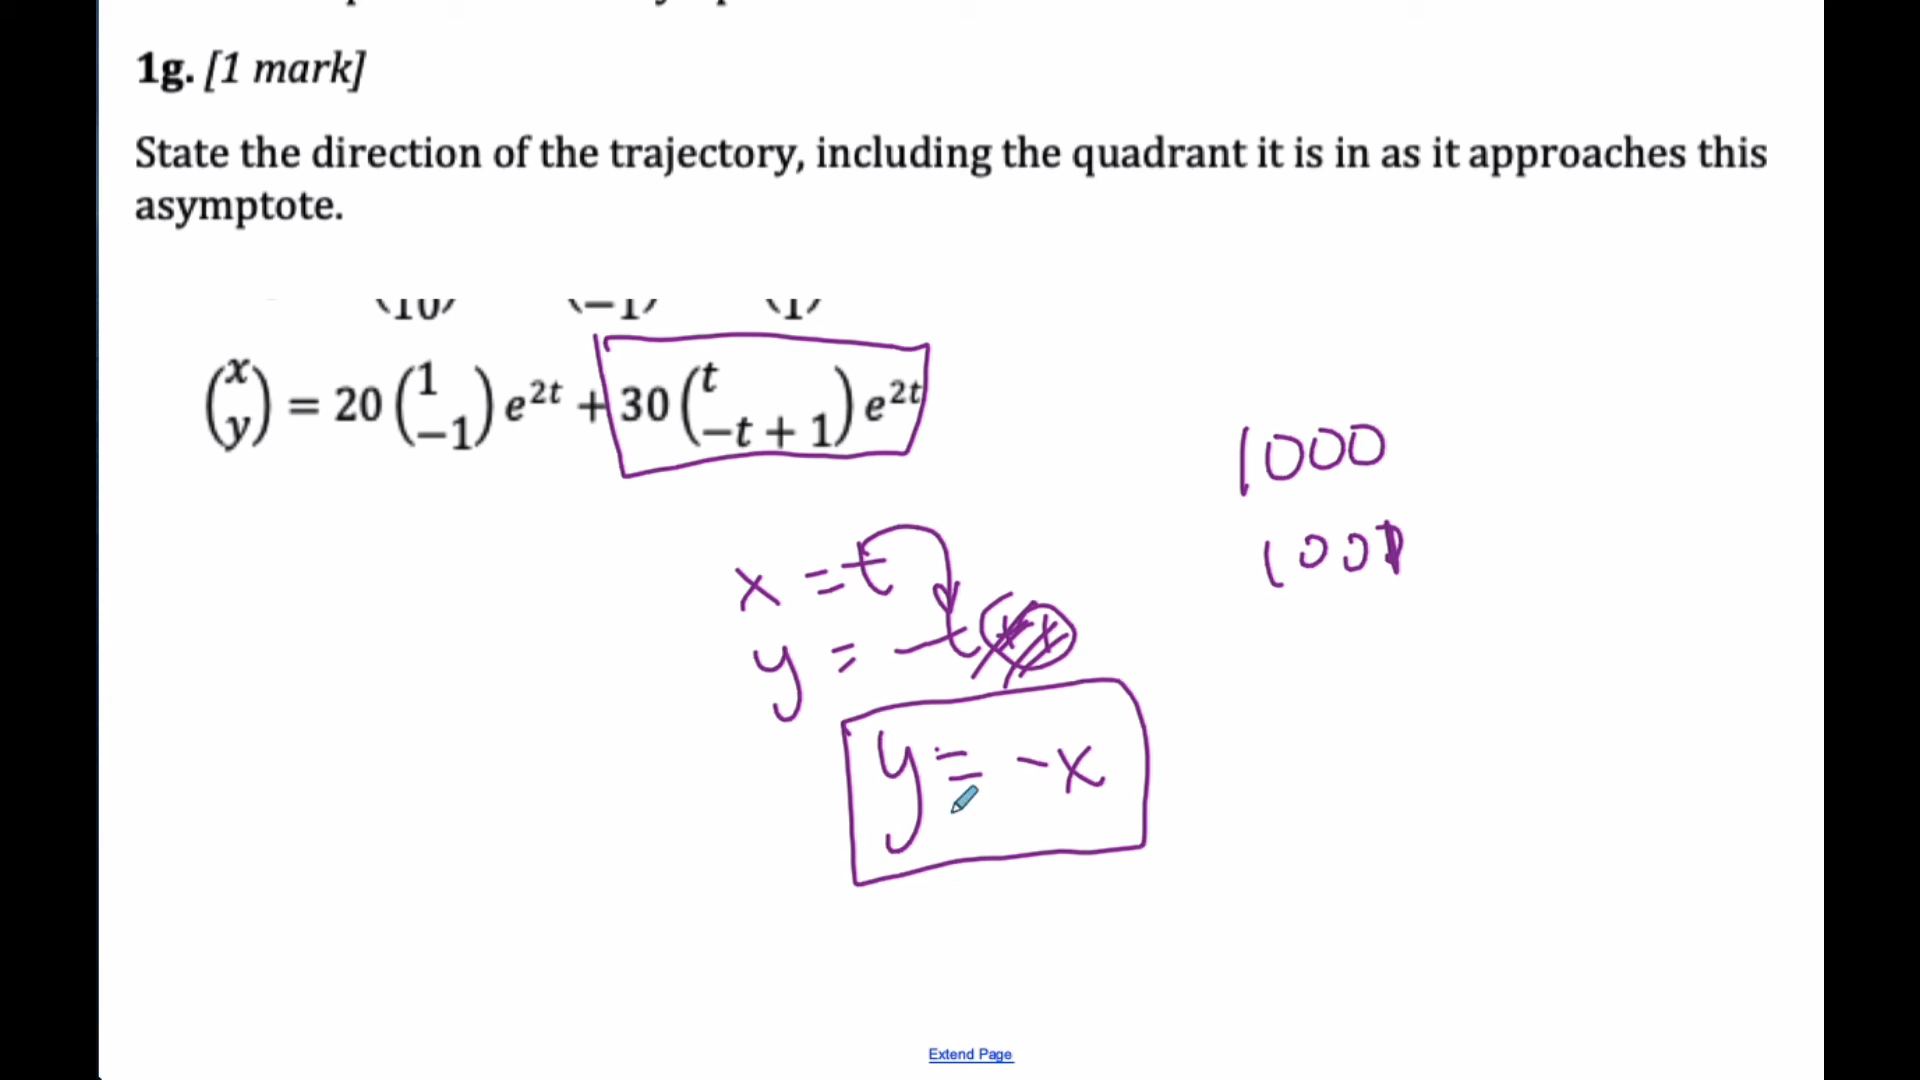 1g. [1 mark]
State the direction of the trajectory, including the quadrant it is in as it approaches this
asymptote.
(x y) = 20 (1 −1) e^2t + 30 (t −t + 1) e^2t
1000
1001
x = t
y = -t
y = -x
Extend Page